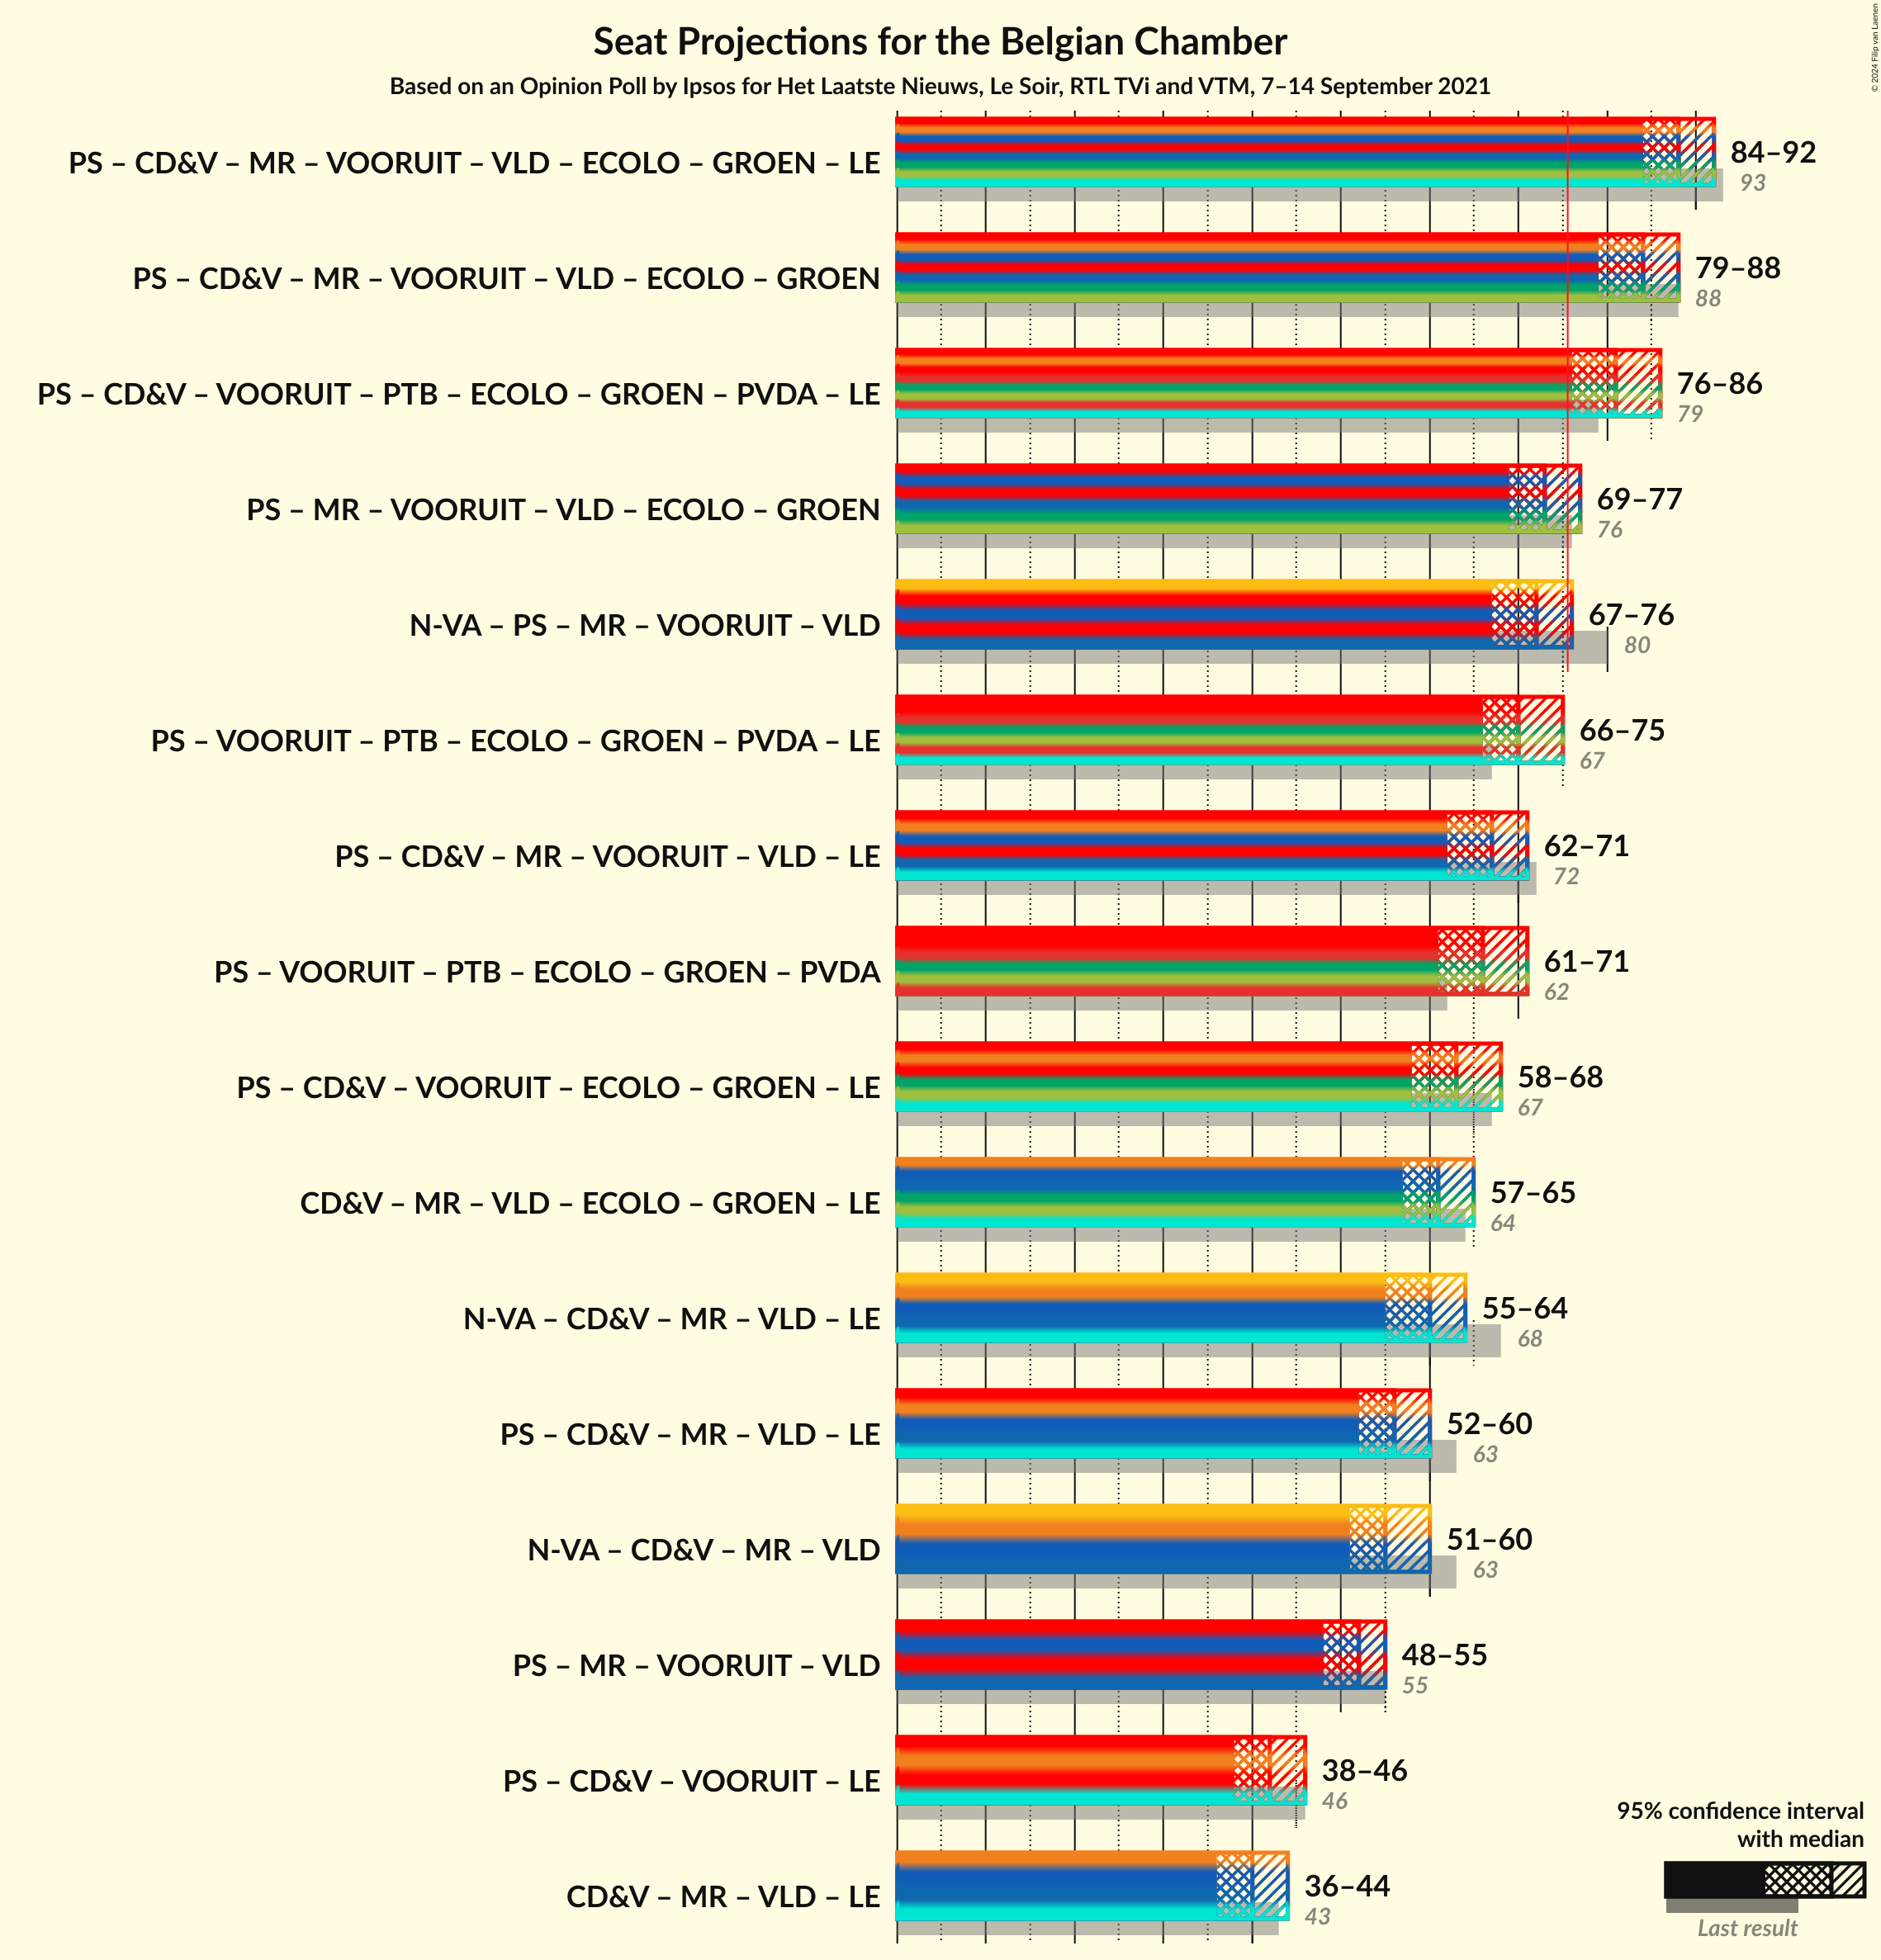 Seat Projections for the Belgian Chamber
Based on an Opinion Poll by Ipsos for Het Laatste Nieuws, Le Soir, RTL TVi and VTM, 7–14 September 2021
© 2024 Filip van Laenen
PS – CD&V – MR – VOORUIT – VLD – ECOLO – GROEN – LE
84–92
93
PS – CD&V – MR – VOORUIT – VLD – ECOLO – GROEN
79–88
88
PS – CD&V – VOORUIT – PTB – ECOLO – GROEN – PVDA – LE
76–86
79
PS – MR – VOORUIT – VLD – ECOLO – GROEN
69–77
76
N-VA – PS – MR – VOORUIT – VLD
67–76
80
PS – VOORUIT – PTB – ECOLO – GROEN – PVDA – LE
66–75
67
PS – CD&V – MR – VOORUIT – VLD – LE
62–71
72
PS – VOORUIT – PTB – ECOLO – GROEN – PVDA
61–71
62
PS – CD&V – VOORUIT – ECOLO – GROEN – LE
58–68
67
CD&V – MR – VLD – ECOLO – GROEN – LE
57–65
64
N-VA – CD&V – MR – VLD – LE
55–64
68
PS – CD&V – MR – VLD – LE
52–60
63
N-VA – CD&V – MR – VLD
51–60
63
PS – MR – VOORUIT – VLD
48–55
55
PS – CD&V – VOORUIT – LE
38–46
46
CD&V – MR – VLD – LE
36–44
43
95% confidence interval
with median
Last result